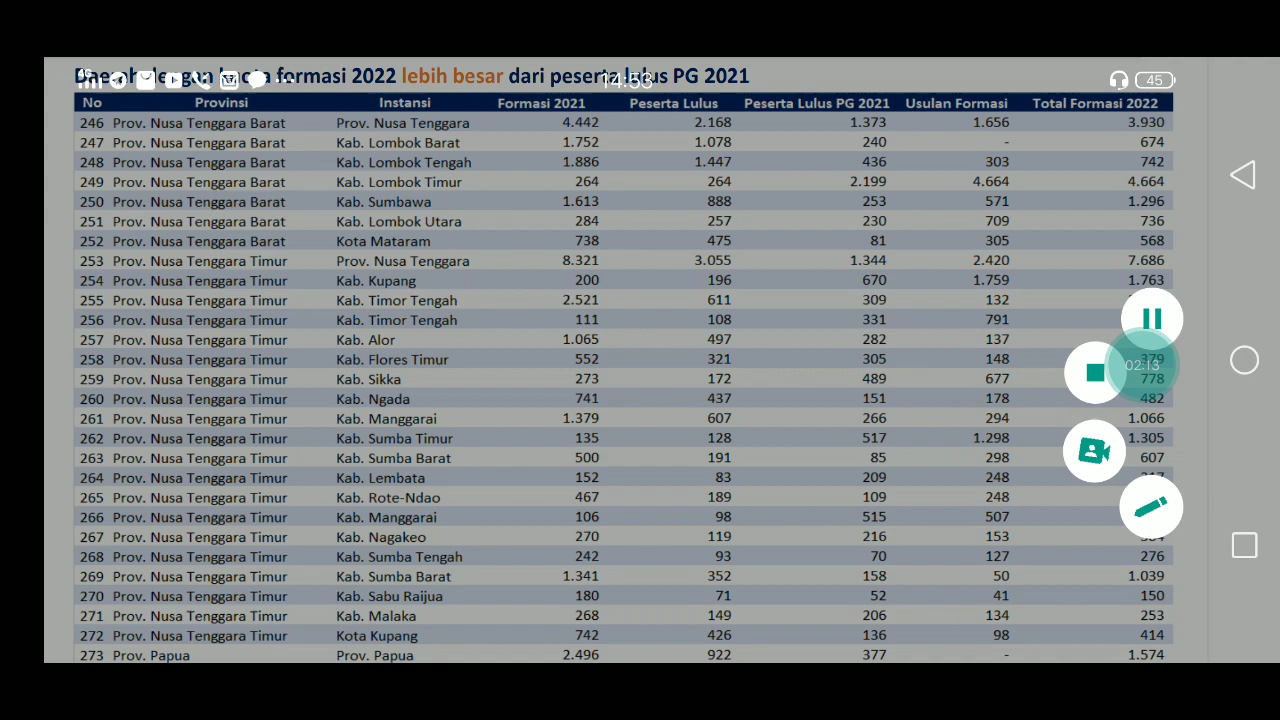 Daerah dengan kuota formasi 2022 lebih besar dari peserta lulus PG 2021
14:53
45
No Provinsi Instansi Formasi 2021 Peserta Lulus Peserta Lulus PG 2021 Usulan Formasi Total Formasi 2022
246 Prov. Nusa Tenggara Barat Prov. Nusa Tenggara 4.442 2.168 1.373 1.656 3.930
247 Prov. Nusa Tenggara Barat Kab. Lombok Barat 1.752 1.078 240 - 674
248 Prov. Nusa Tenggara Barat Kab. Lombok Tengah 1.886 1.447 436 303 742
249 Prov. Nusa Tenggara Barat Kab. Lombok Timur 264 264 2.199 4.664 4.664
250 Prov. Nusa Tenggara Barat Kab. Sumbawa 1.613 888 253 571 1.296
251 Prov. Nusa Tenggara Barat Kab. Lombok Utara 284 257 230 709 736
252 Prov. Nusa Tenggara Barat Kota Mataram 738 475 81 305 568
253 Prov. Nusa Tenggara Timur Prov. Nusa Tenggara 8.321 3.055 1.344 2.420 7.686
254 Prov. Nusa Tenggara Timur Kab. Kupang 200 196 670 1.759 1.763
255 Prov. Nusa Tenggara Timur Kab. Timor Tengah 2.521 611 309 132
256 Prov. Nusa Tenggara Timur Kab. Timor Tengah 111 108 331 791
257 Prov. Nusa Tenggara Timur Kab. Alor 1.065 497 282 137
258 Prov. Nusa Tenggara Timur Kab. Flores Timur 552 321 305 148 379
02:13
259 Prov. Nusa Tenggara Timur Kab. Sikka 273 172 489 677 778
260 Prov. Nusa Tenggara Timur Kab. Ngada 741 437 151 178 482
261 Prov. Nusa Tenggara Timur Kab. Manggarai 1.379 607 266 294 1.066
262 Prov. Nusa Tenggara Timur Kab. Sumba Timur 135 128 517 1.298 1.305
263 Prov. Nusa Tenggara Timur Kab. Sumba Barat 500 191 85 298 607
264 Prov. Nusa Tenggara Timur Kab. Lembata 152 83 209 248
265 Prov. Nusa Tenggara Timur Kab. Rote-Ndao 467 189 109 248
266 Prov. Nusa Tenggara Timur Kab. Manggarai 106 98 515 507
267 Prov. Nusa Tenggara Timur Kab. Nagakeo 270 119 216 153
268 Prov. Nusa Tenggara Timur Kab. Sumba Tengah 242 93 70 127 276
269 Prov. Nusa Tenggara Timur Kab. Sumba Barat 1.341 352 158 50 1.039
270 Prov. Nusa Tenggara Timur Kab. Sabu Raijua 180 71 52 41 150
271 Prov. Nusa Tenggara Timur Kab. Malaka 268 149 206 134 253
272 Prov. Nusa Tenggara Timur Kota Kupang 742 426 136 98 414
273 Prov. Papua Prov. Papua 2.496 922 377 - 1.574